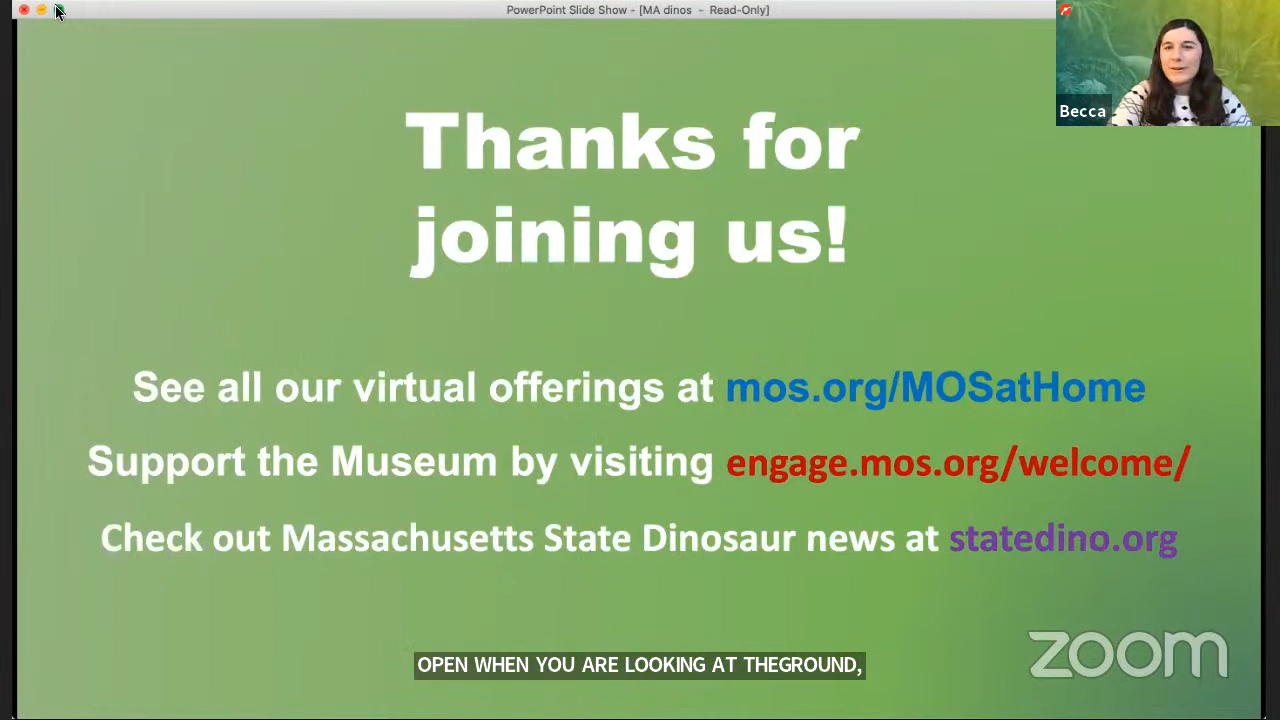 PowerPoint Slide Show - [MA dinos - Read-Only]
Becca
Thanks for
joining us!
See all our virtual offerings at mos.org/MOSatHome
Support the Museum by visiting engage.mos.org/welcome/
Check out Massachusetts State Dinosaur news at statedino.org
OPEN WHEN YOU ARE LOOKING AT THEGROUND,
zoom